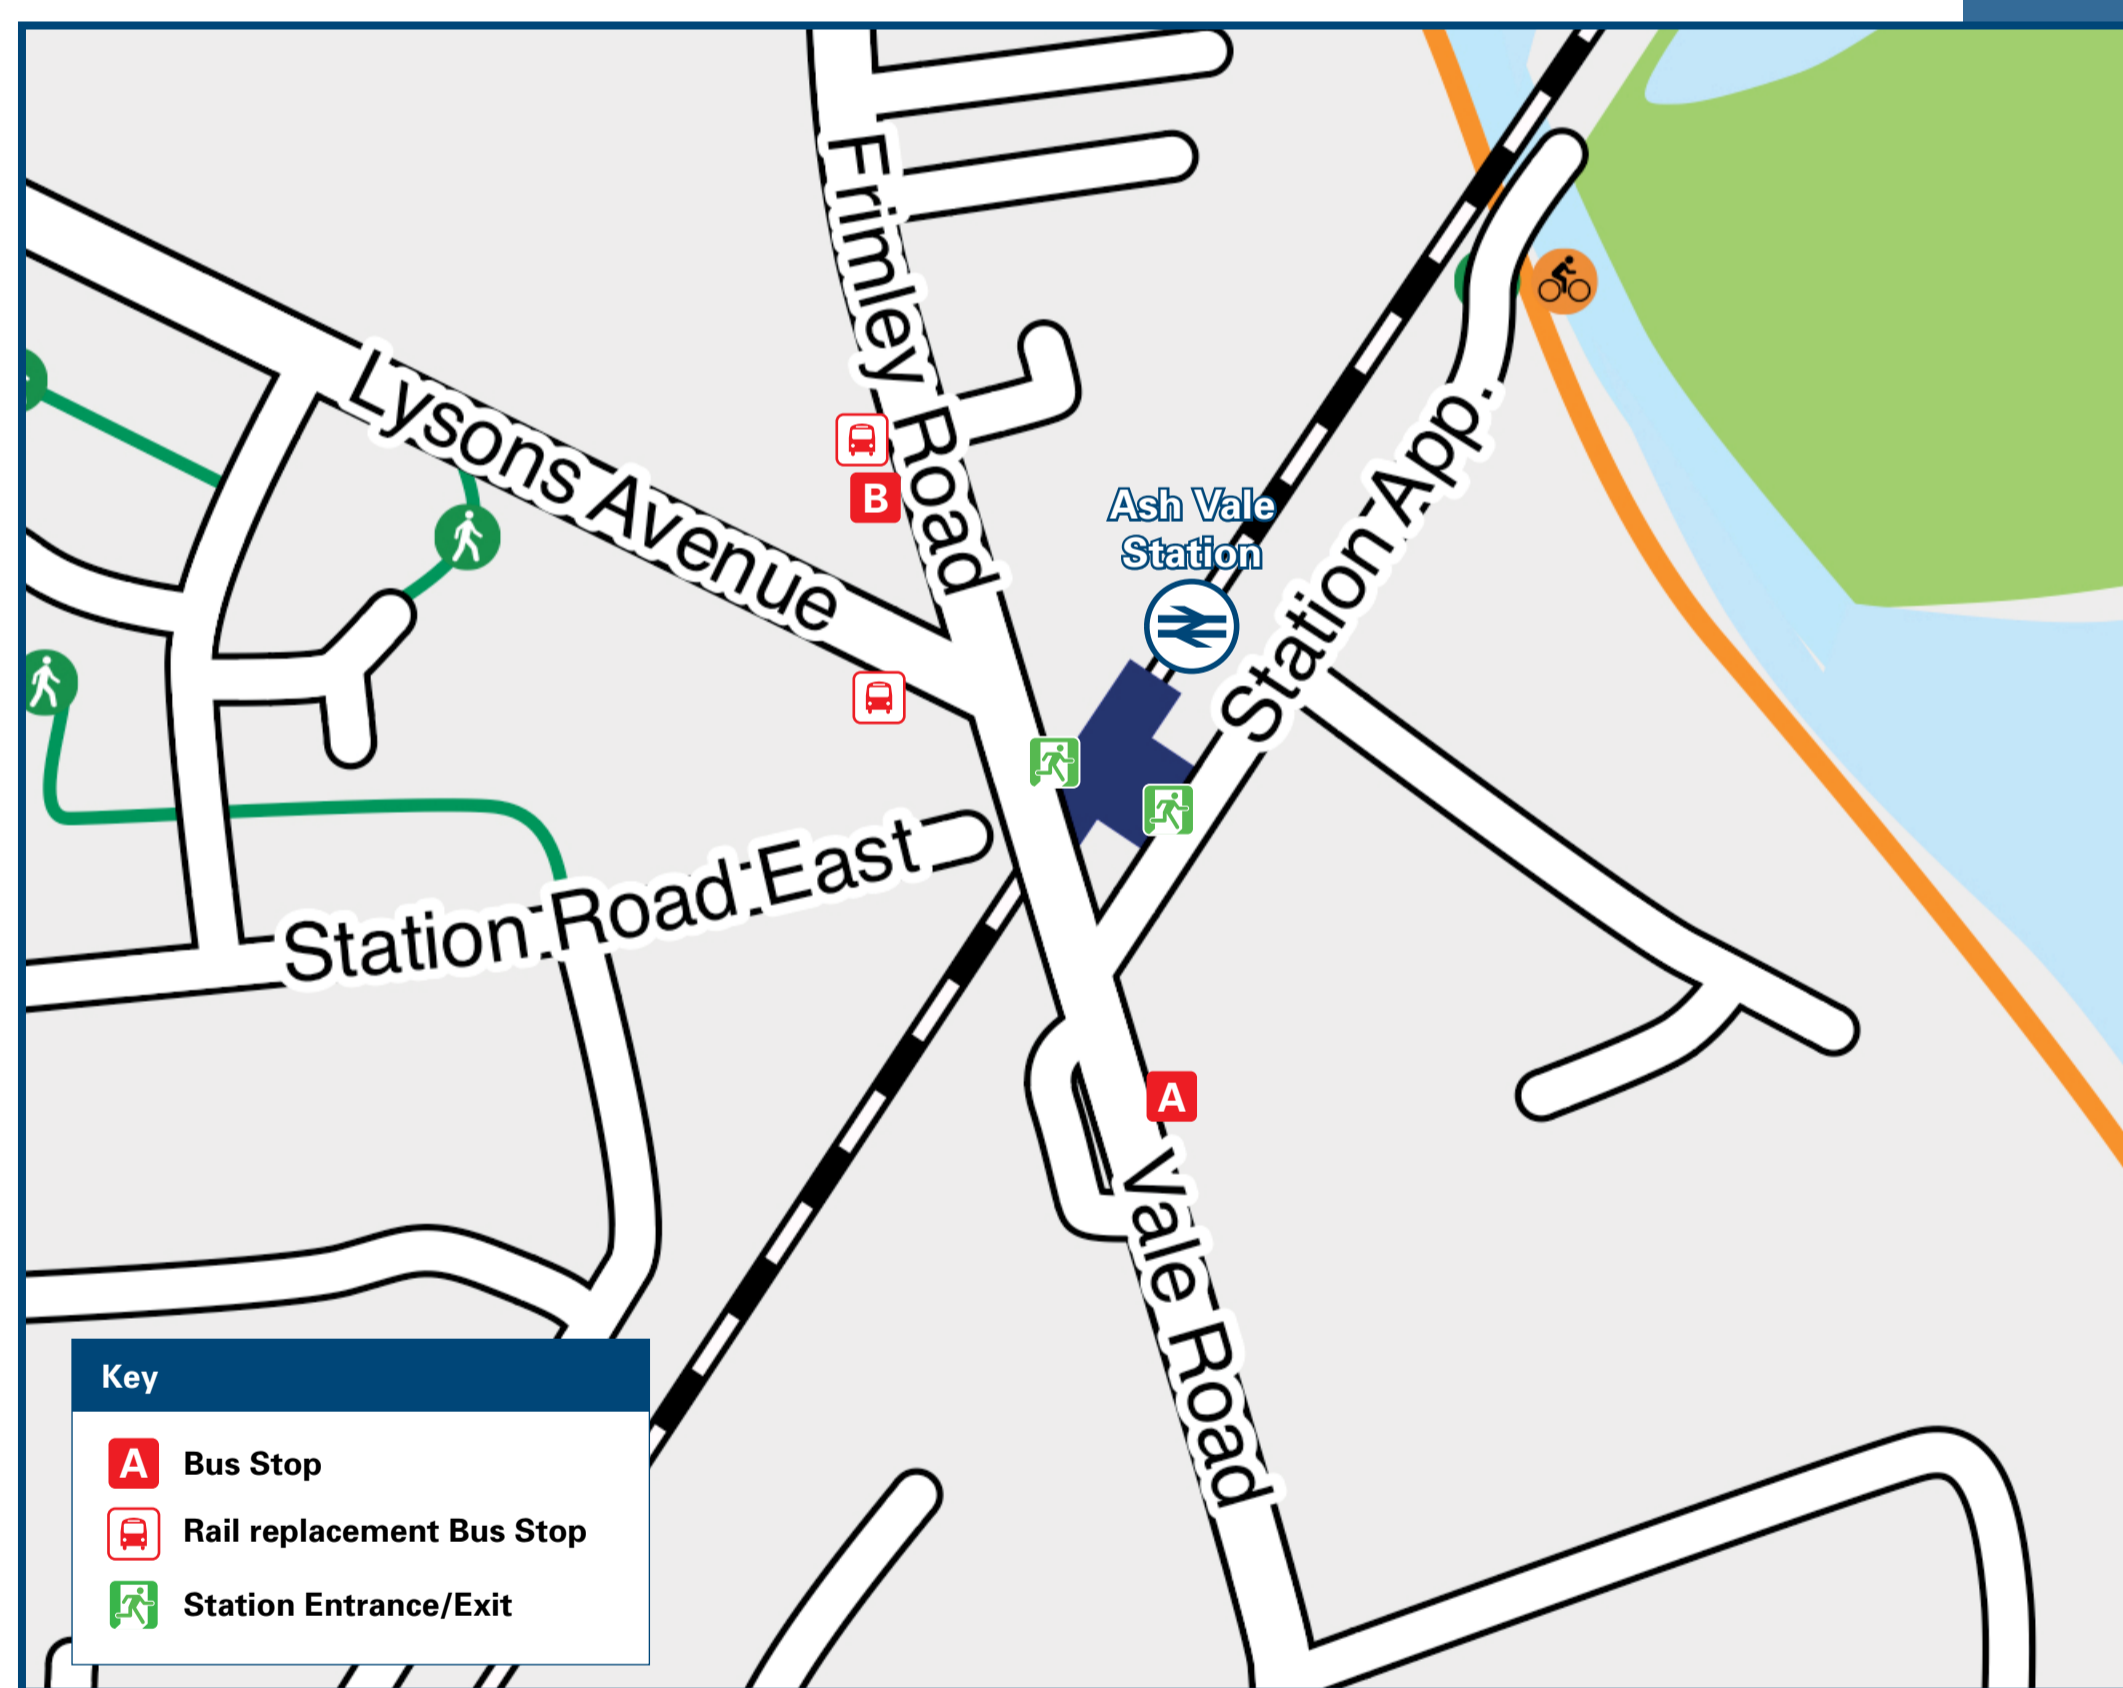 Frimley Road
Lysons Avenue
B
Ash Vale
Station
Station App.
Station Road East
A
Vale Road
Key
A Bus Stop
Rail replacement Bus Stop
Station Entrance/Exit